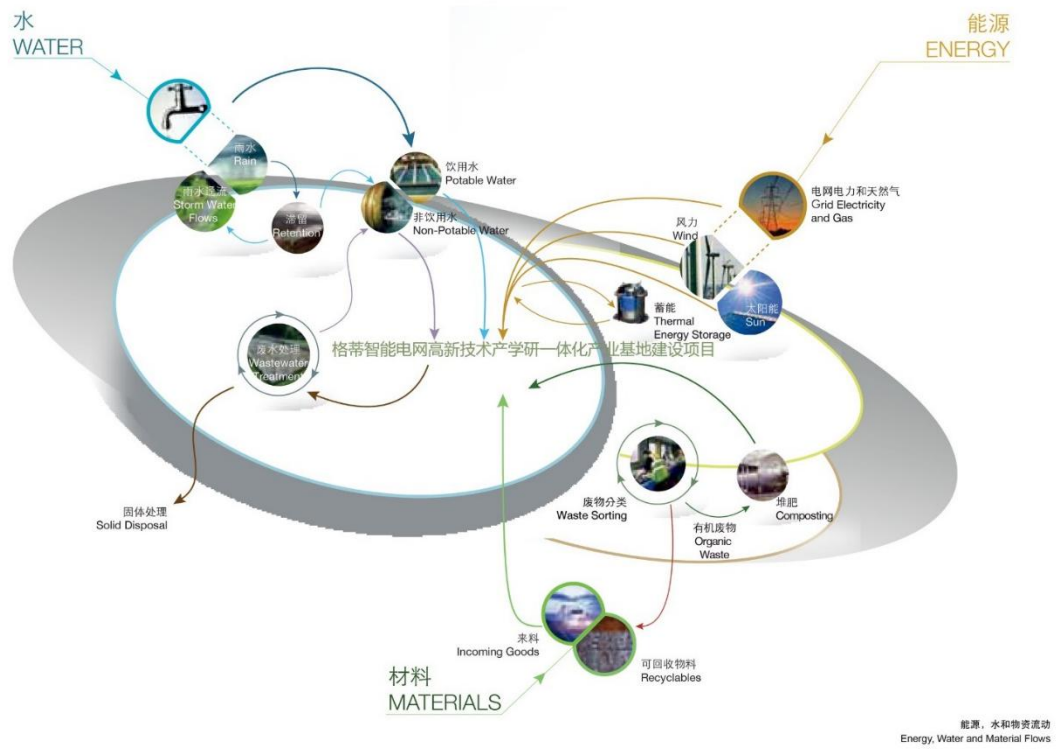 水
WATER
能源
ENERGY
雨水
Rain
雨水径流
Storm Water
Flows
滞留
Retention
饮用水
Potable Water
非饮用水
Non-Potable Water
电网电力和天然气
Grid Electricity
and Gas
风力
Wind
太阳能
Sun
蓄能
Thermal
Energy Storage
格蒂智能电网高新技术产学研一体化产业基地建设项目
废水处理
Wastewater
Treatment
固体处理
Solid Disposal
废物分类
Waste Sorting
有机废物
Organic
Waste
堆肥
Composting
来料
Incoming Goods
可回收物料
Recyclables
材料
MATERIALS
能源，水和物资流动
Energy, Water and Material Flows